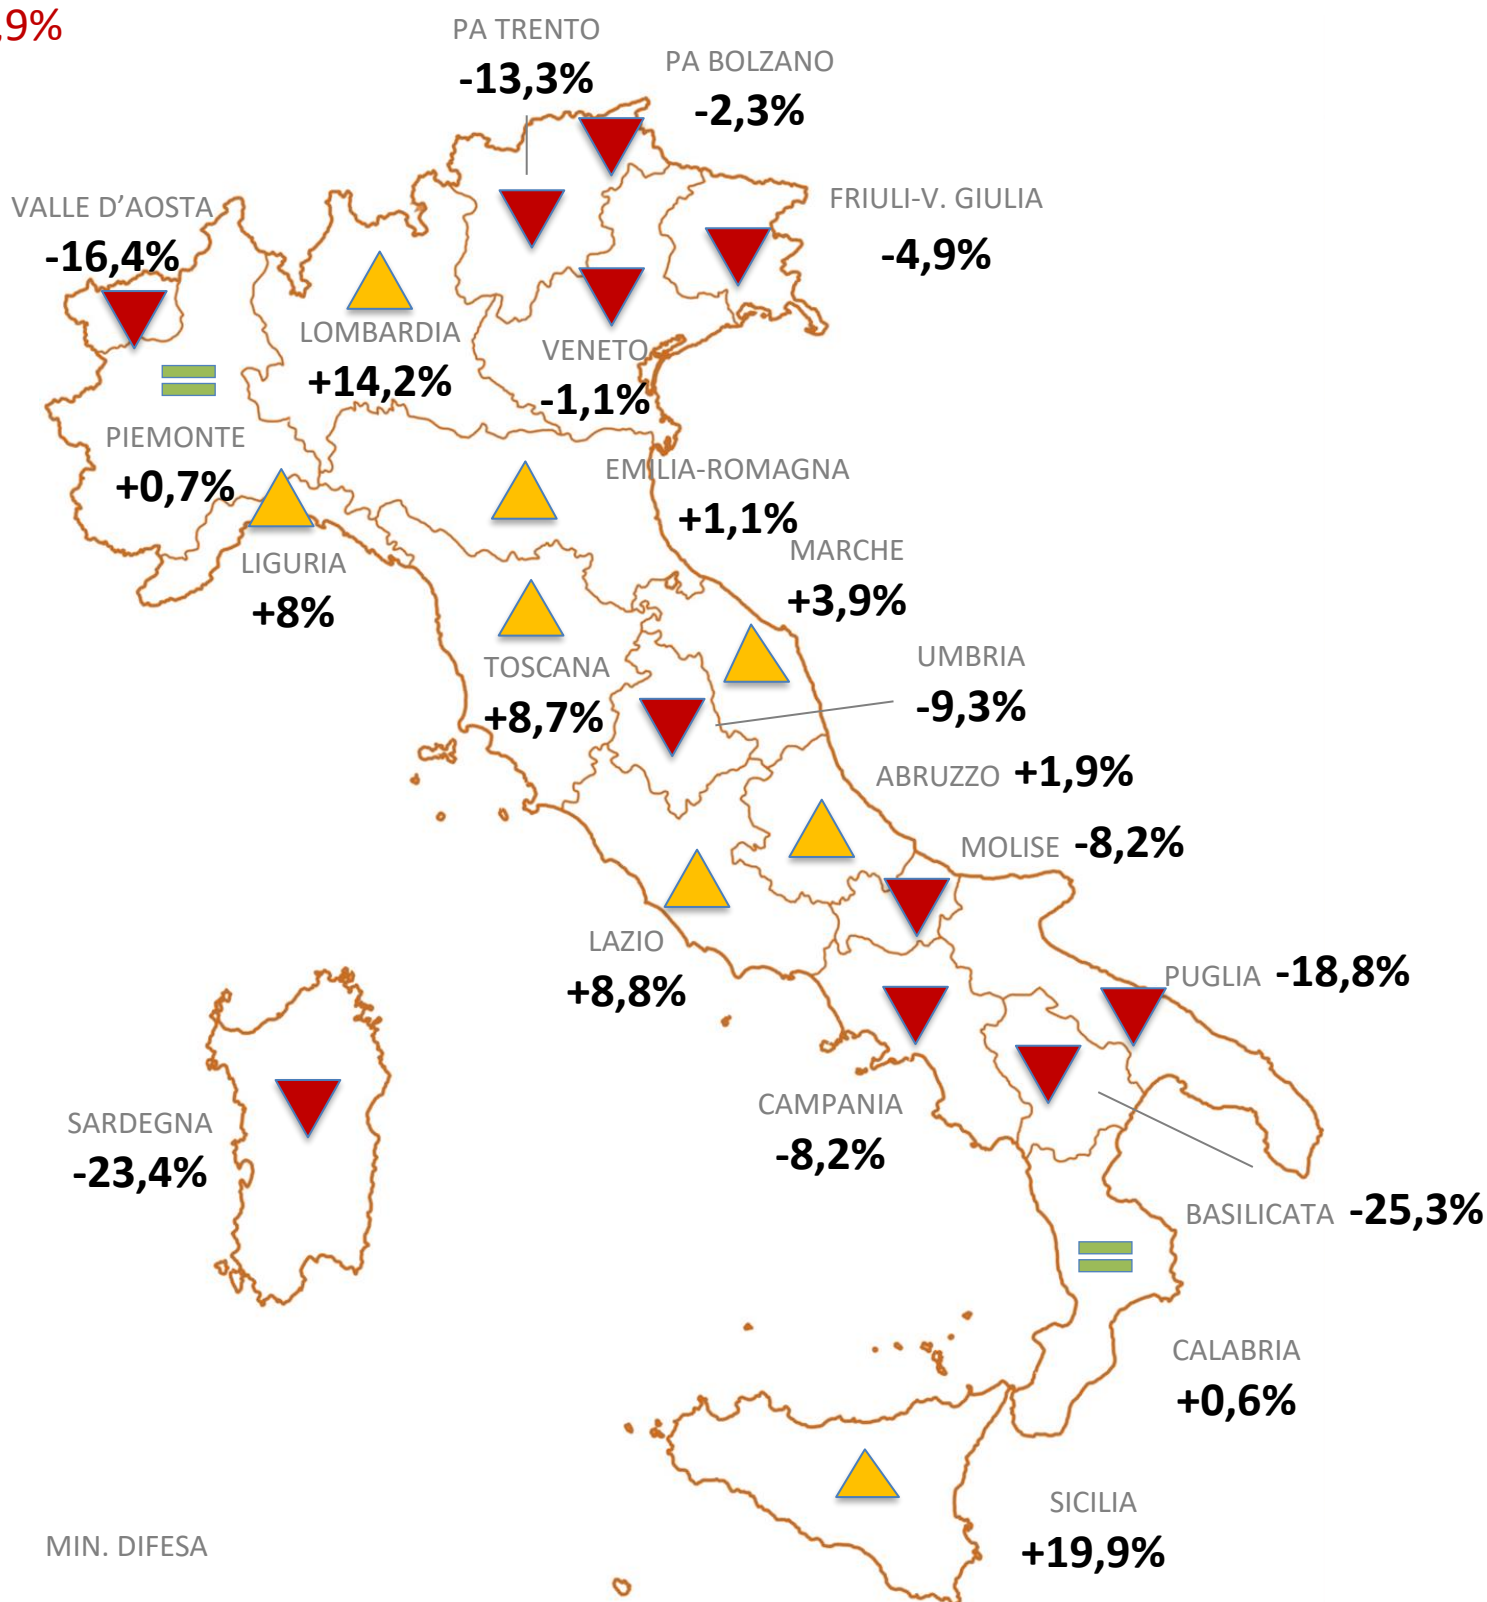 ,9%
PA TRENTO
-13,3%
PA BOLZANO
-2,3%
VALLE D'AOSTA
-16,4%
FRIULI-V. GIULIA
-4,9%
LOMBARDIA
+14,2%
VENETO
-1,1%
PIEMONTE
+0,7%
EMILIA-ROMAGNA
+1,1%
LIGURIA
+8%
MARCHE
+3,9%
TOSCANA
+8,7%
UMBRIA
-9,3%
ABRUZZO +1,9%
MOLISE -8,2%
LAZIO
+8,8%
PUGLIA -18,8%
CAMPANIA
-8,2%
SARDEGNA
-23,4%
BASILICATA -25,3%
CALABRIA
+0,6%
SICILIA
+19,9%
MIN. DIFESA